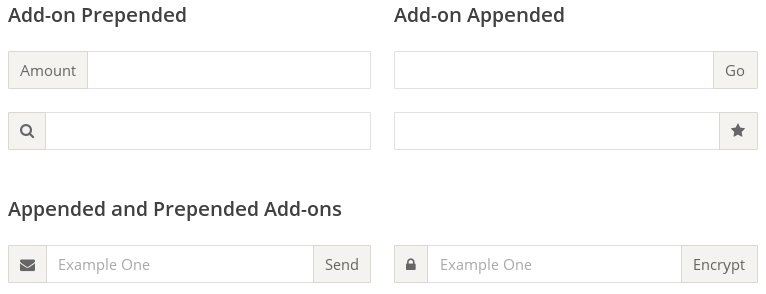 Add-on Prepended
Add-on Appended
Amount
Go
Appended and Prepended Add-ons
Example One
Send
Example One
Encrypt